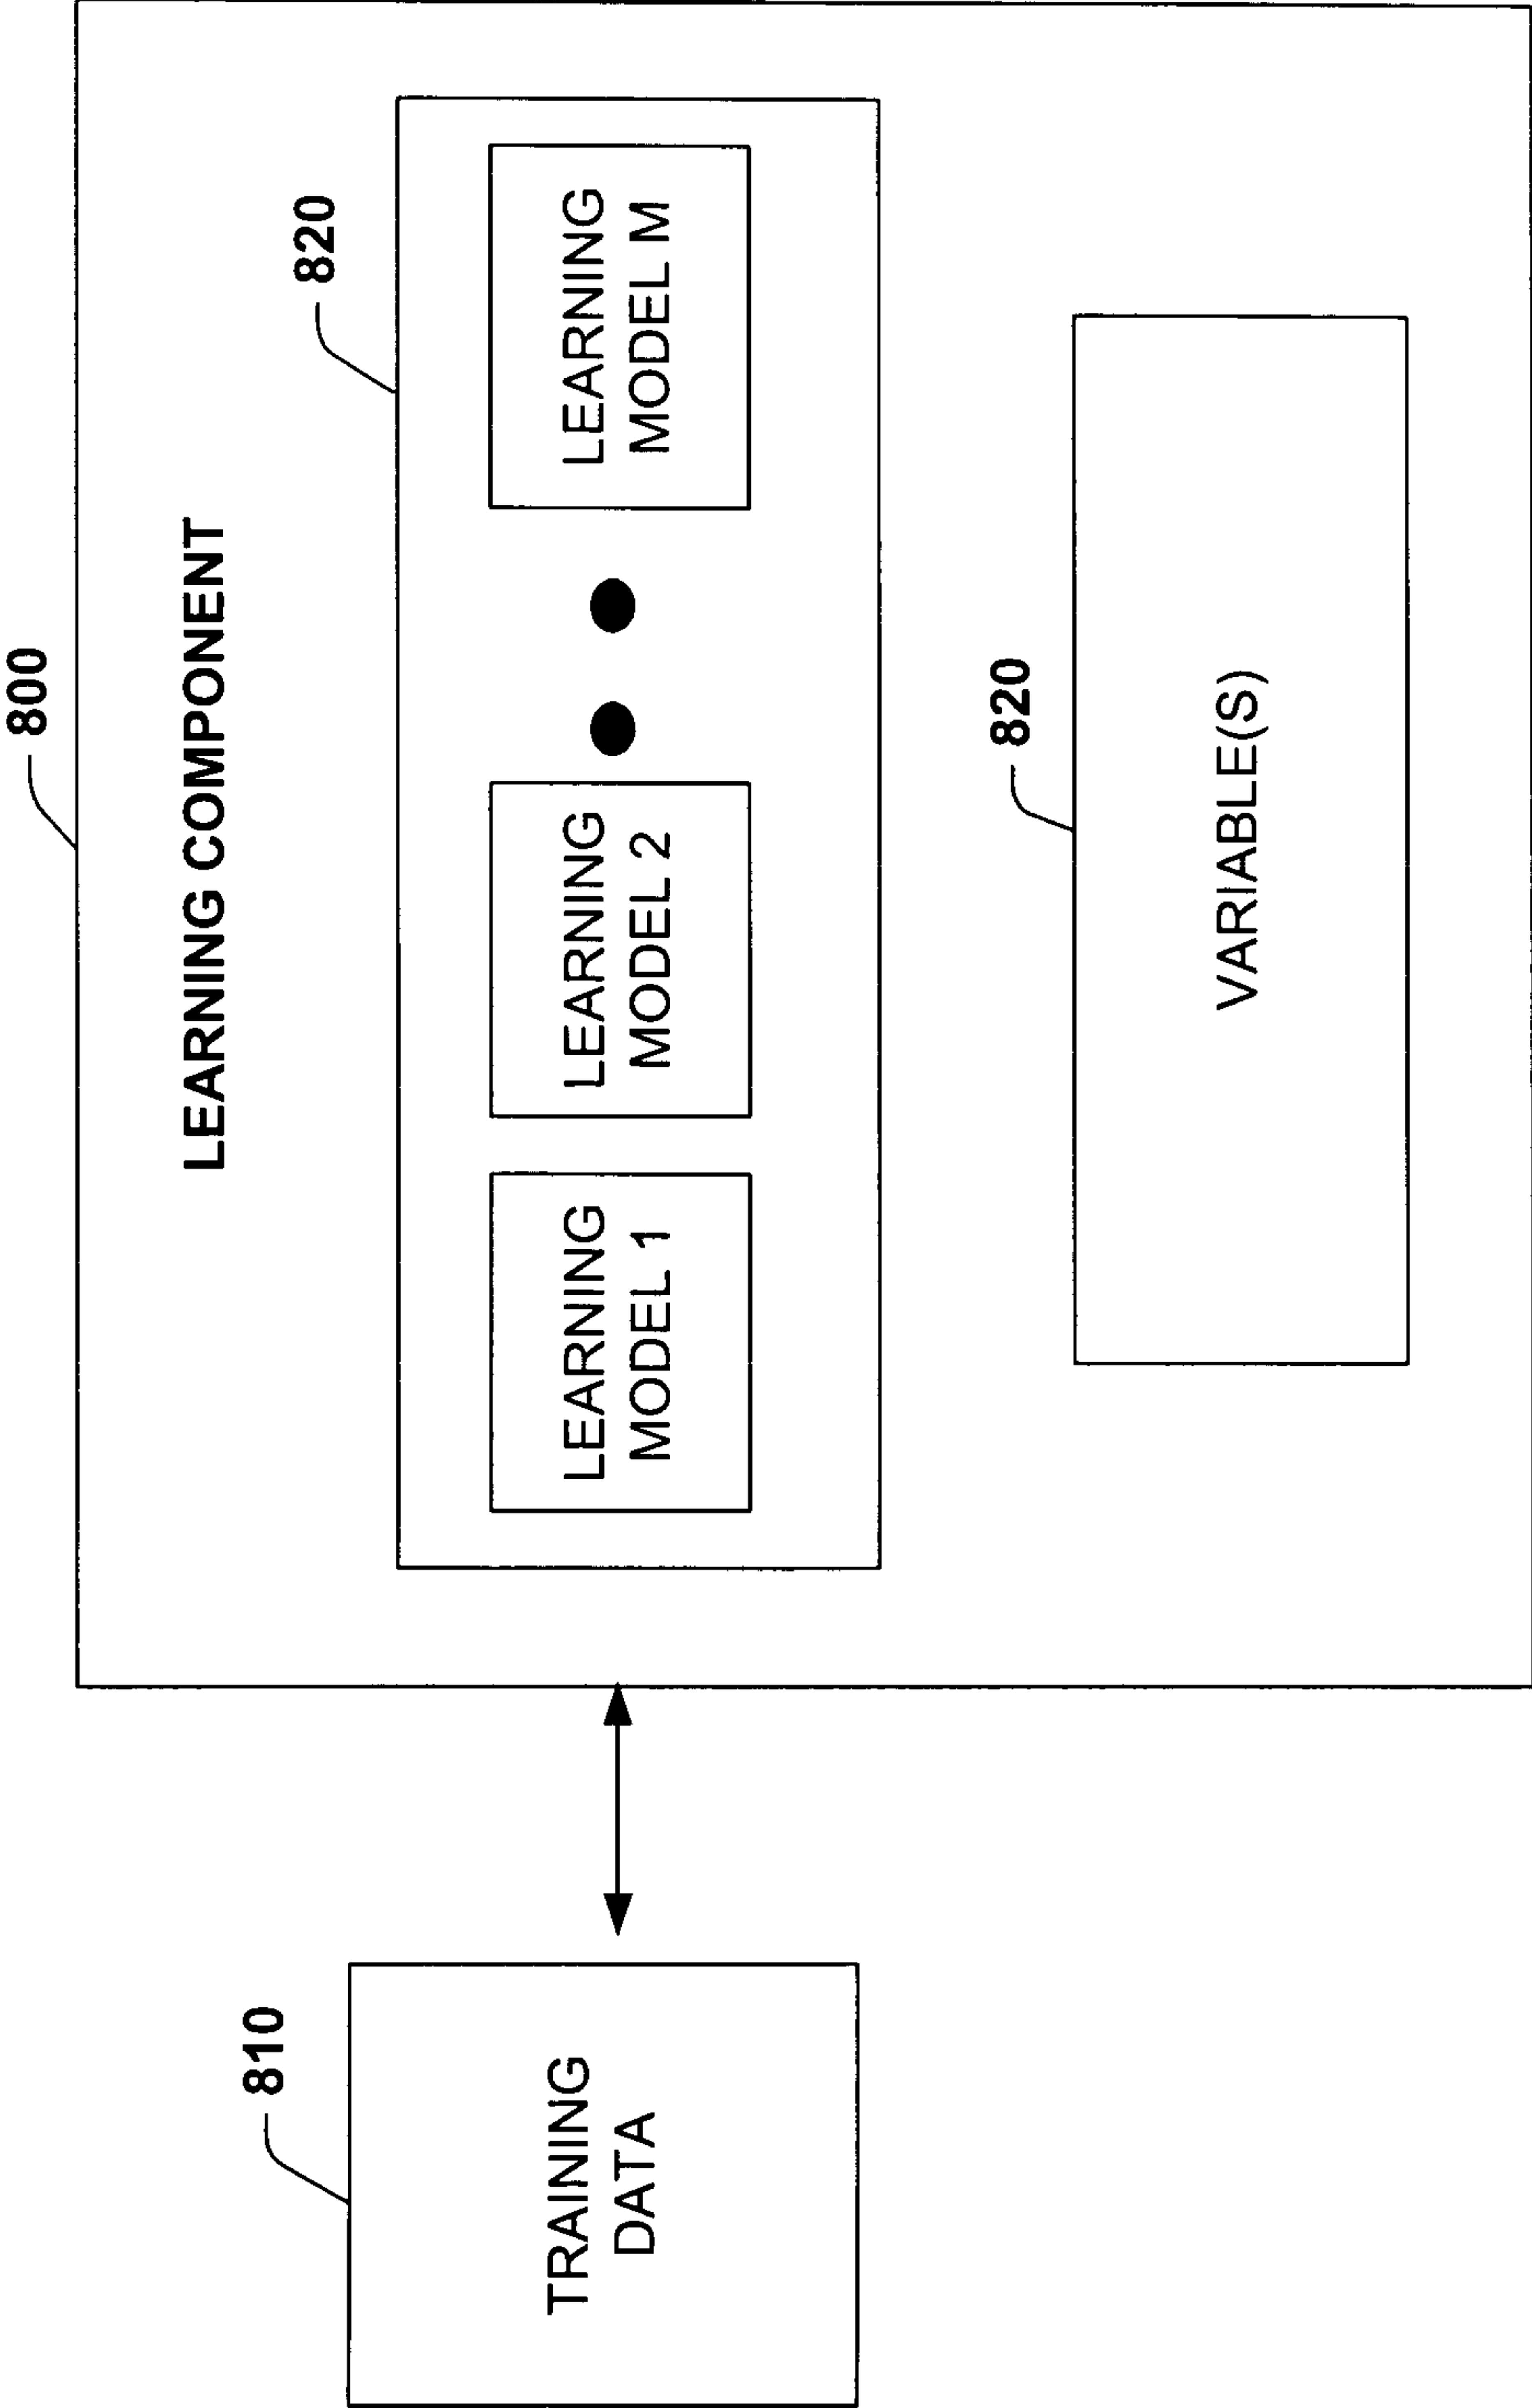 800
LEARNING COMPONENT
820
LEARNING
MODEL 1
LEARNING
MODEL 2
LEARNING
MODEL M
810
TRAINING
DATA
820
VARIABLE(S)